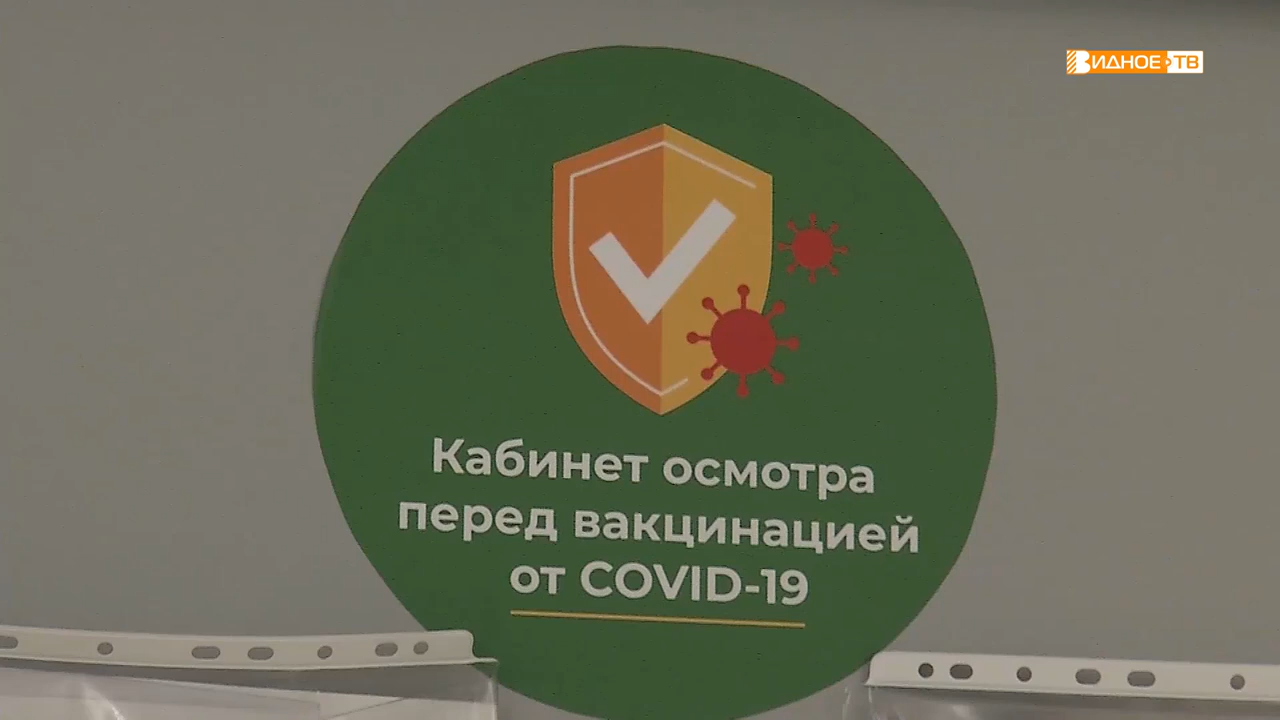 ВИДНОЕ ТВ
Кабинет осмотра
перед вакцинацией
от COVID-19